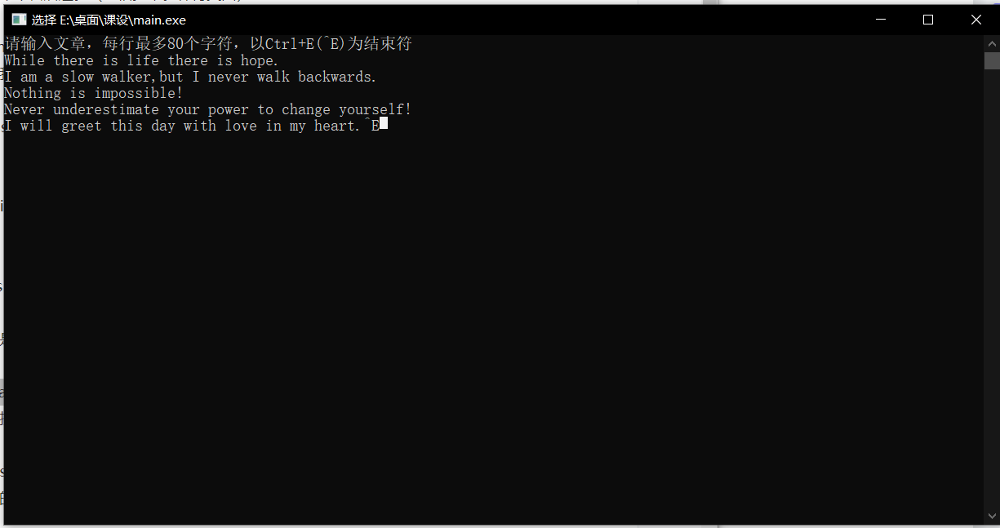 选择 E:\桌面\课设\main.exe
请输入文章，每行最多80个字符，以Ctrl+E(^E)为结束符
While there is life there is hope.
I am a slow walker,but I never walk backwards.
Nothing is impossible!
Never underestimate your power to change yourself!
I will greet this day with love in my heart.^E